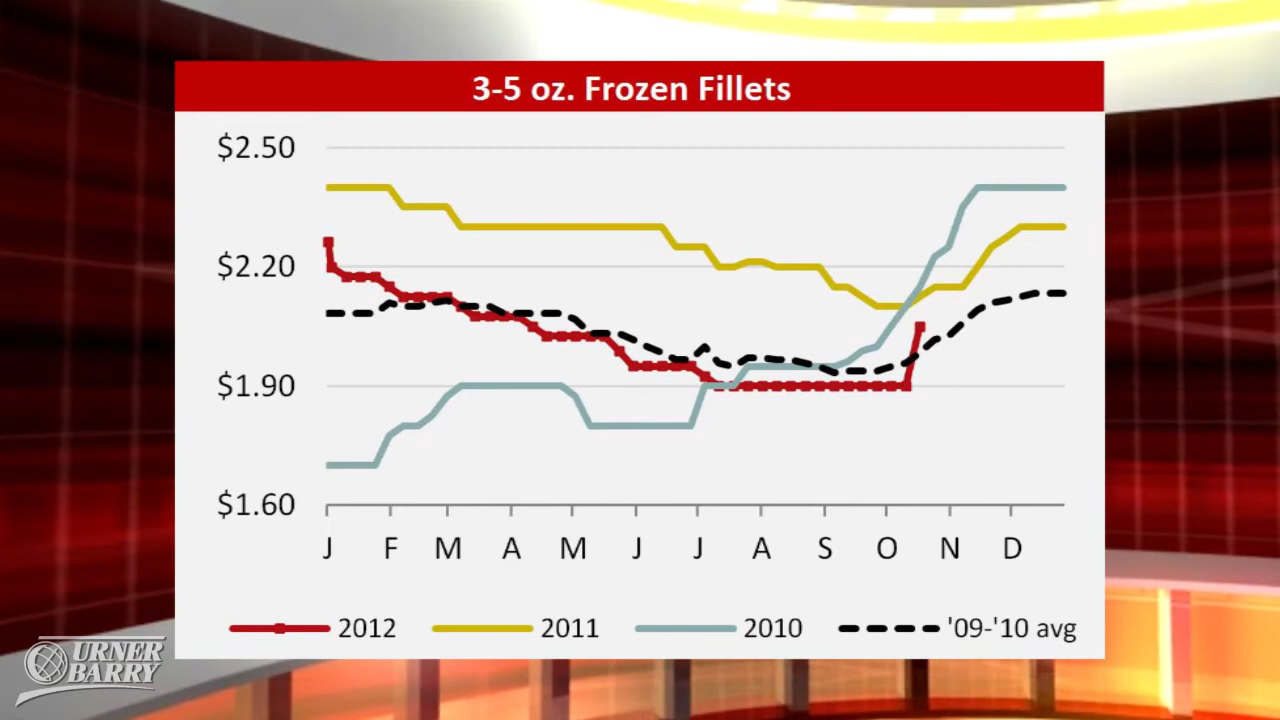 3-5 oz. Frozen Fillets
$2.50
$2.20
$1.90
$1.60
J F M A M J J A S O N D
2012 2011 2010 '09-'10 avg
URNER
BARRY